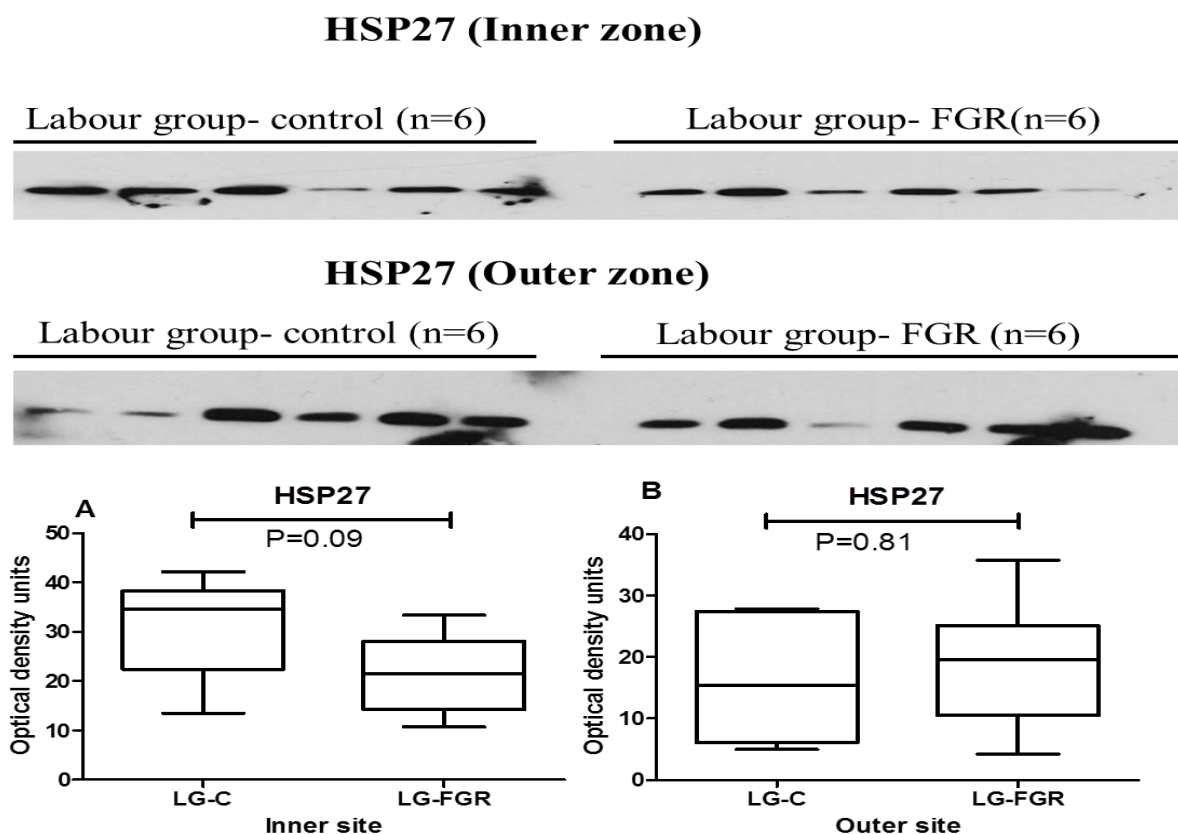 HSP27 (Inner zone)
Labour group- control (n=6) Labour group- FGR(n=6)
HSP27 (Outer zone)
Labour group- control (n=6) Labour group- FGR (n=6)
A
HSP27
P=0.09
Optical density units
50
40
30
20
10
0
LG-C LG-FGR
Inner site
B
HSP27
P=0.81
Optical density units
40
30
20
10
0
LG-C LG-FGR
Outer site